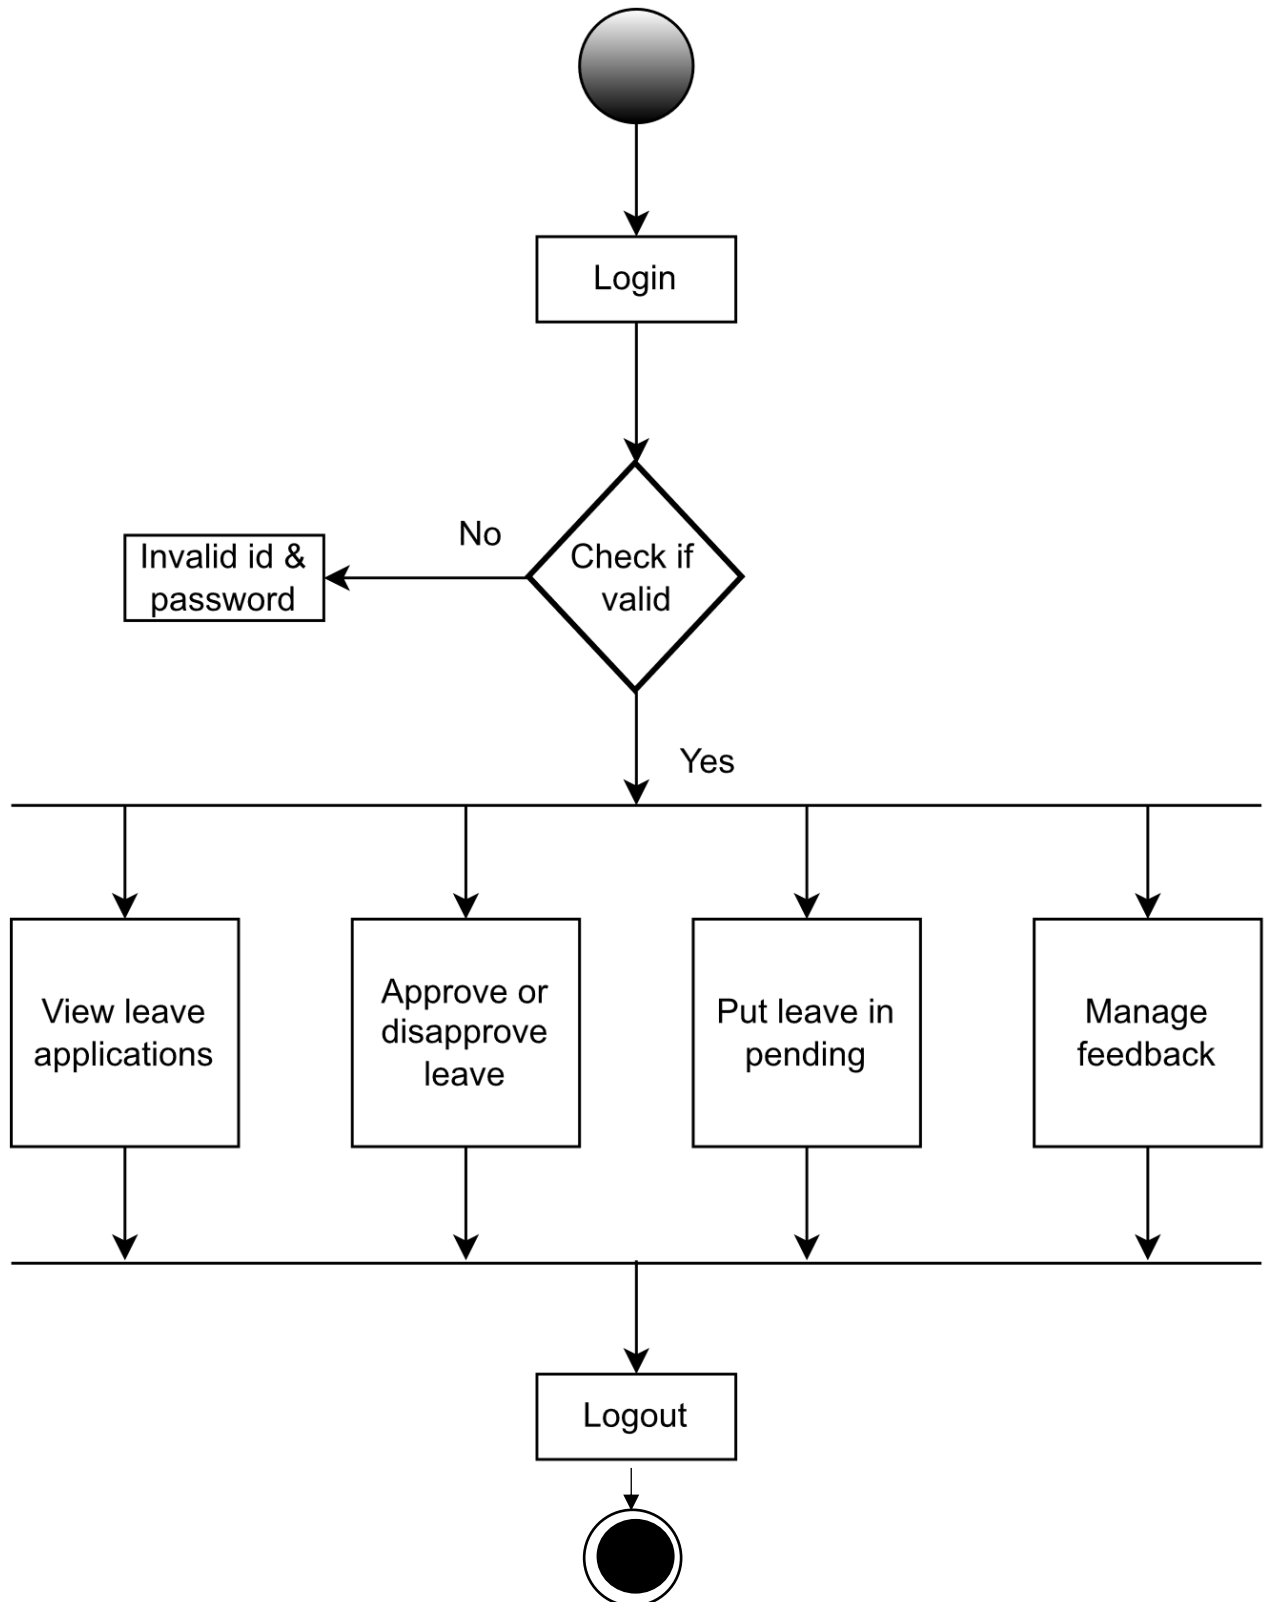 Login
No
Check if
valid
Invalid id &
password
Yes
View leave
applications
Approve or
disapprove
leave
Put leave in
pending
Manage
feedback
Logout